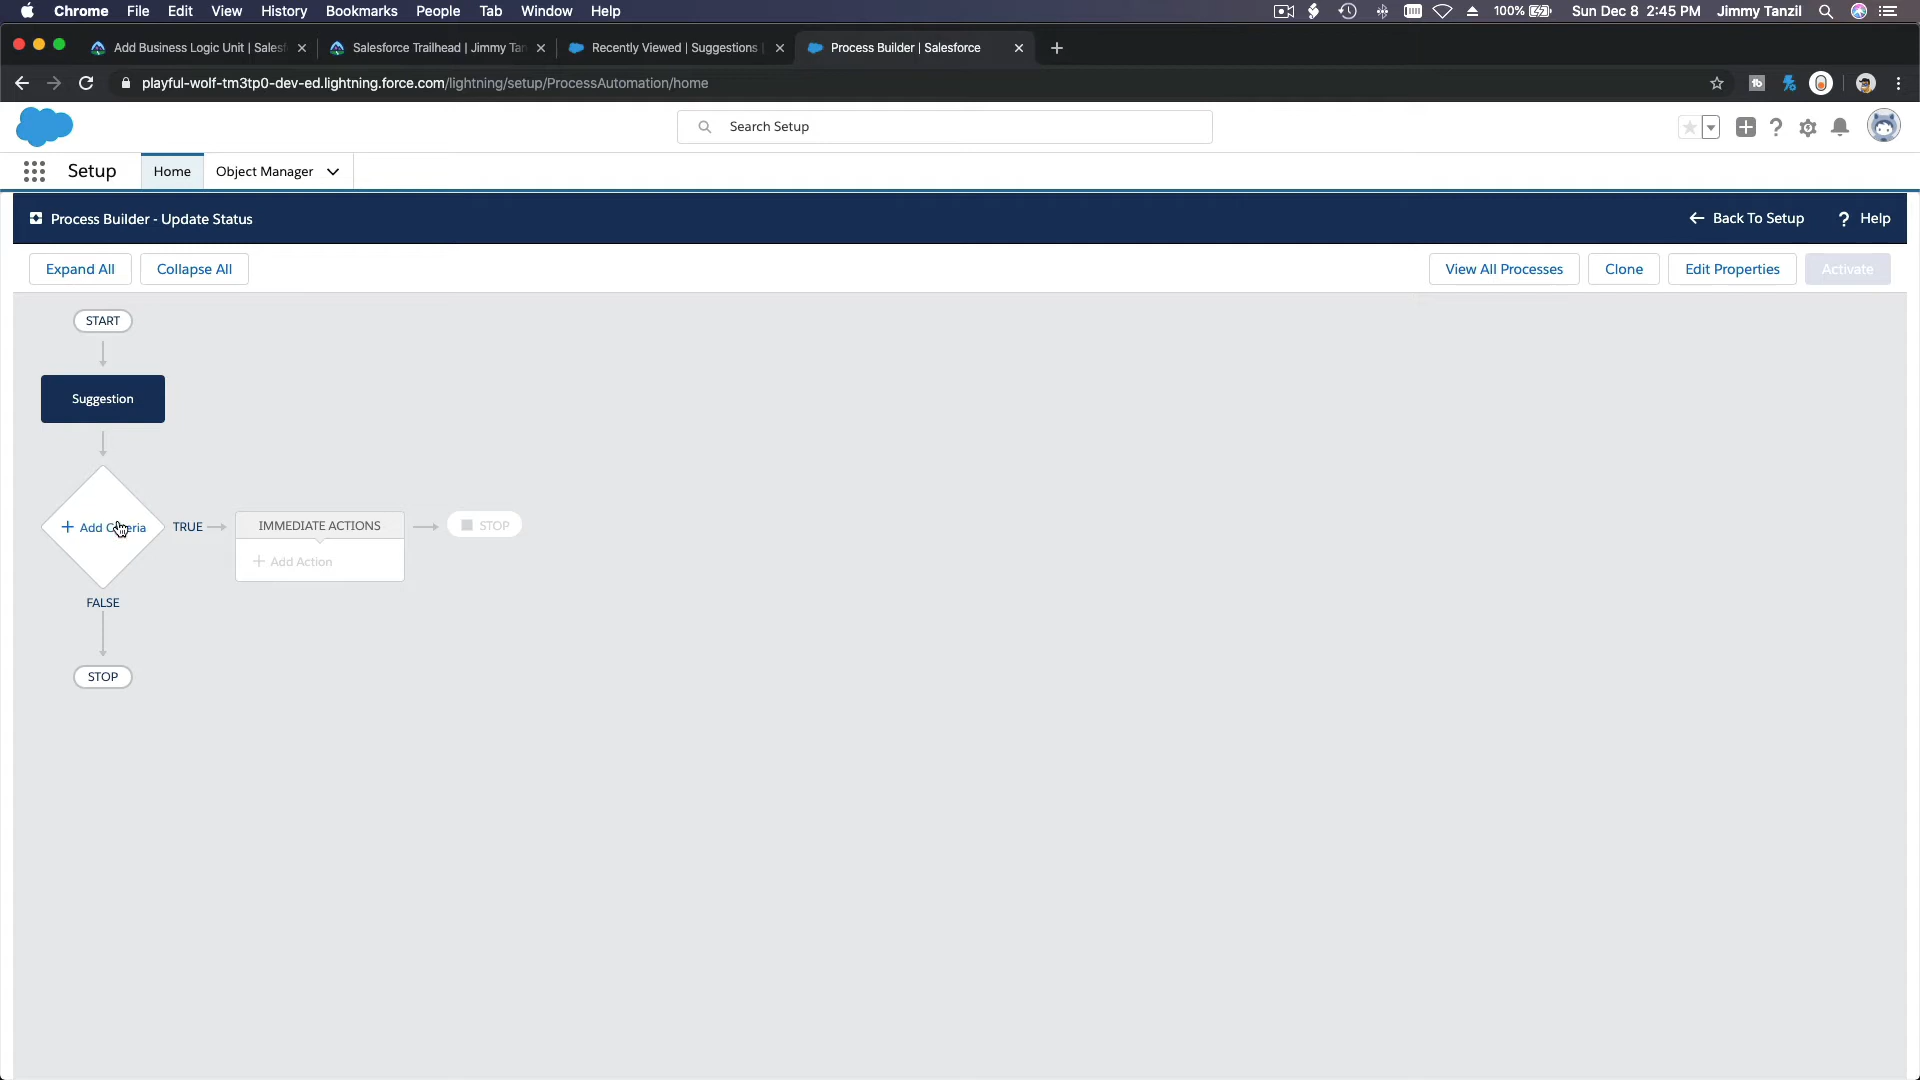 Chrome File Edit View History Bookmarks People Tab Window Help 100% Sun Dec 8 2:45 PM Jimmy Tanzil
Add Business Logic Unit | Salesf Salesforce Trailhead | Jimmy Tan Recently Viewed | Suggestions | Process Builder | Salesforce
playful-wolf-tm3tp0-dev-ed.lightning.force.com/lightning/setup/ProcessAutomation/home
Search Setup
Setup Home Object Manager
Process Builder - Update Status Back To Setup ? Help
Expand All Collapse All View All Processes Clone Edit Properties Activate
START
Suggestion
+ Add Criteria TRUE IMMEDIATE ACTIONS STOP
+ Add Action
FALSE
STOP